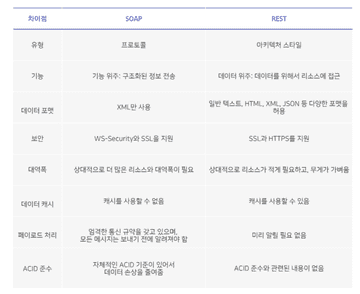 차이점 SOAP REST
유형 프로토콜 아키텍처 스타일
기능 기능 위주: 구조화된 정보 전송 데이터 위주: 데이터를 위해서 리소스에 접근
데이터 포맷 XML만 사용 일반 텍스트, HTML, XML, JSON 등 다양한 포맷을
허용
보안 WS-Security와 SSL을 지원 SSL과 HTTPS를 지원
대역폭 상대적으로 더 많은 리소스와 대역폭이 필요 상대적으로 리소스가 적게 필요하고, 무게가 가벼움
데이터 캐시 캐시를 사용할 수 없음 캐시를 사용할 수 있음
페이로드 처리 엄격한 통신 규약을 갖고 있으며,
모든 메시지는 보내기 전에 알려져야 함 미리 알릴 필요 없음
ACID 준수 자체적인 ACID 기준이 있어서
데이터 손상을 줄여줌 ACID 준수와 관련된 내용이 없음